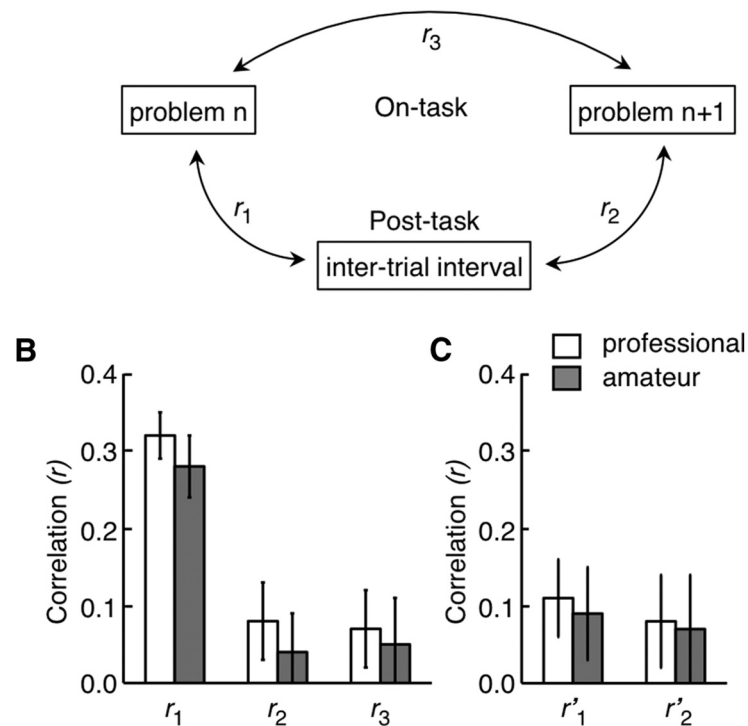 r3
problem n
On-task
problem n+1
r1
Post-task
r2
inter-trial interval
B
0.4
0.3
0.2
0.1
0.0
Correlation (r)
r1
r2
r3
C
professional
amateur
0.4
0.3
0.2
0.1
0.0
Correlation (r)
r'1
r'2